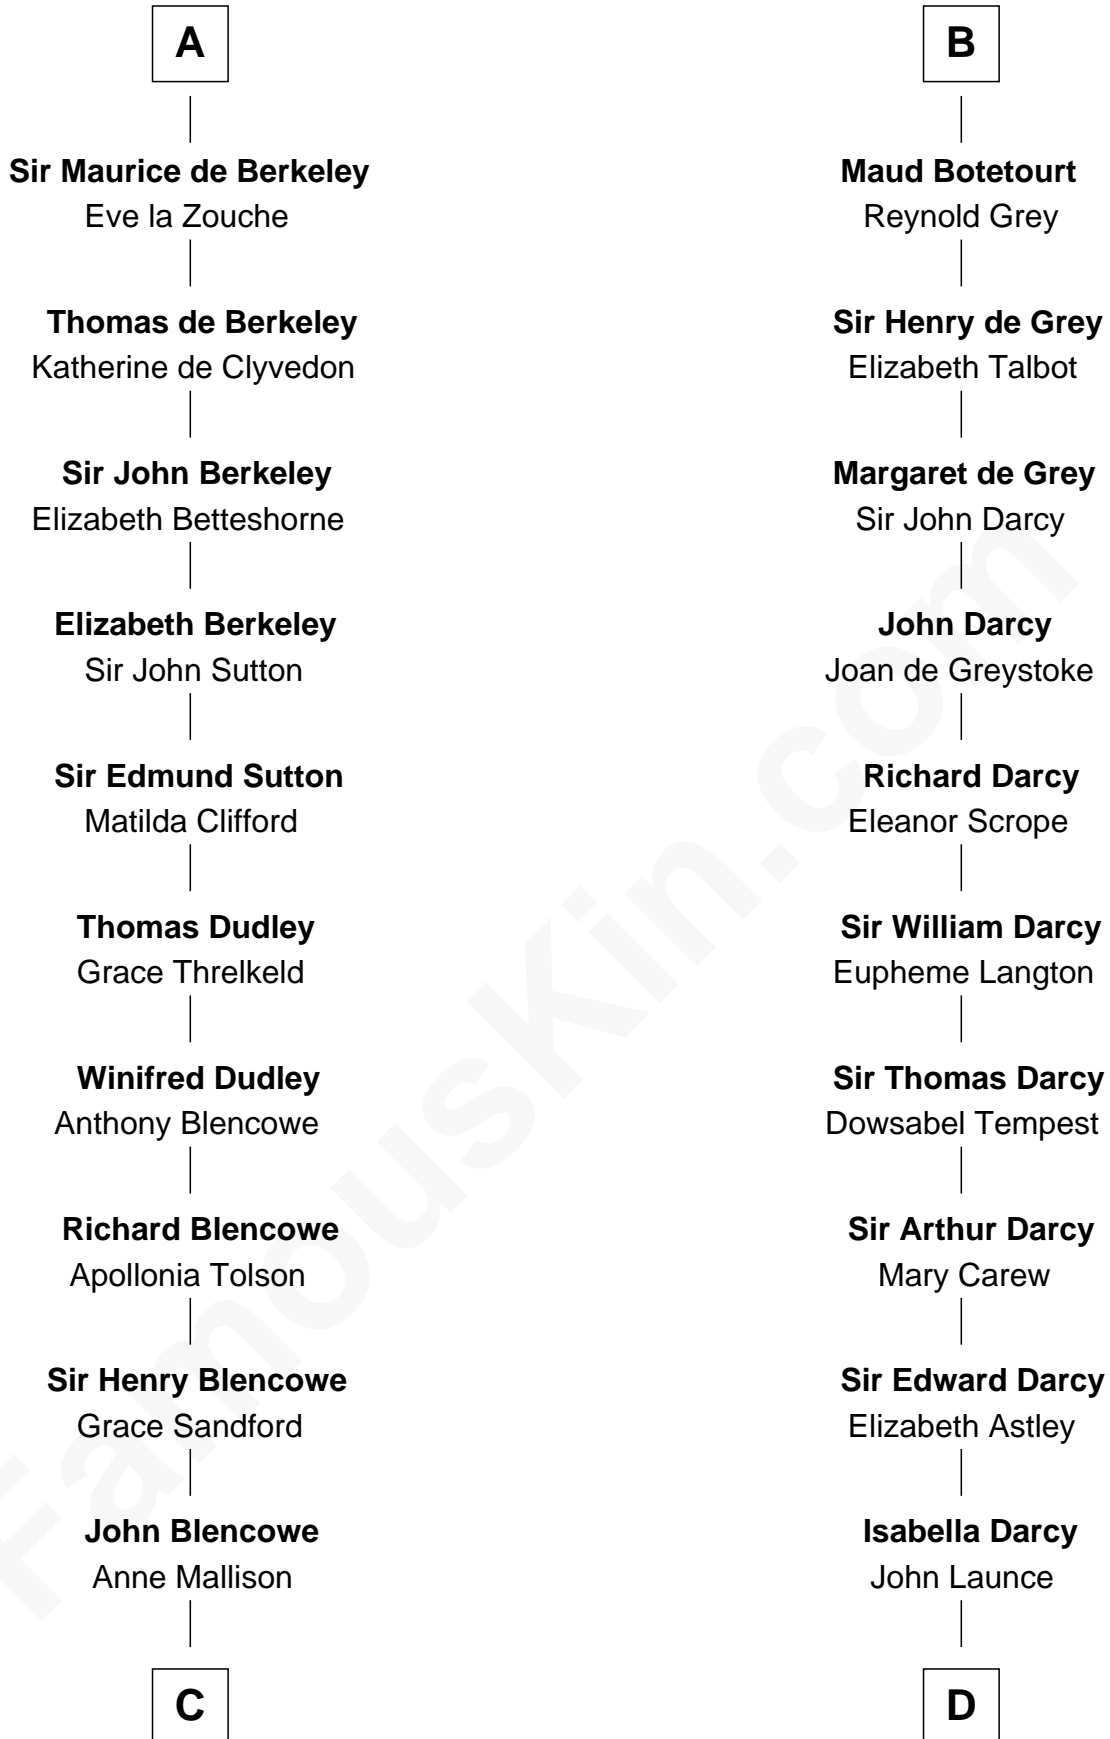 A
Sir Maurice de Berkeley
Eve la Zouche
Thomas de Berkeley
Katherine de Clyvedon
Sir John Berkeley
Elizabeth Betteshorne
Elizabeth Berkeley
Sir John Sutton
Sir Edmund Sutton
Matilda Clifford
Thomas Dudley
Grace Threlkeld
Winifred Dudley
Anthony Blencowe
Richard Blencowe
Apollonia Tolson
Sir Henry Blencowe
Grace Sandford
John Blencowe
Anne Mallison
C
B
Maud Botetourt
Reynold Grey
Sir Henry de Grey
Elizabeth Talbot
Margaret de Grey
Sir John Darcy
John Darcy
Joan de Greystoke
Richard Darcy
Eleanor Scrope
Sir William Darcy
Eupheme Langton
Sir Thomas Darcy
Dowsabel Tempest
Sir Arthur Darcy
Mary Carew
Sir Edward Darcy
Elizabeth Astley
Isabella Darcy
John Launce
D
FamousKin.com